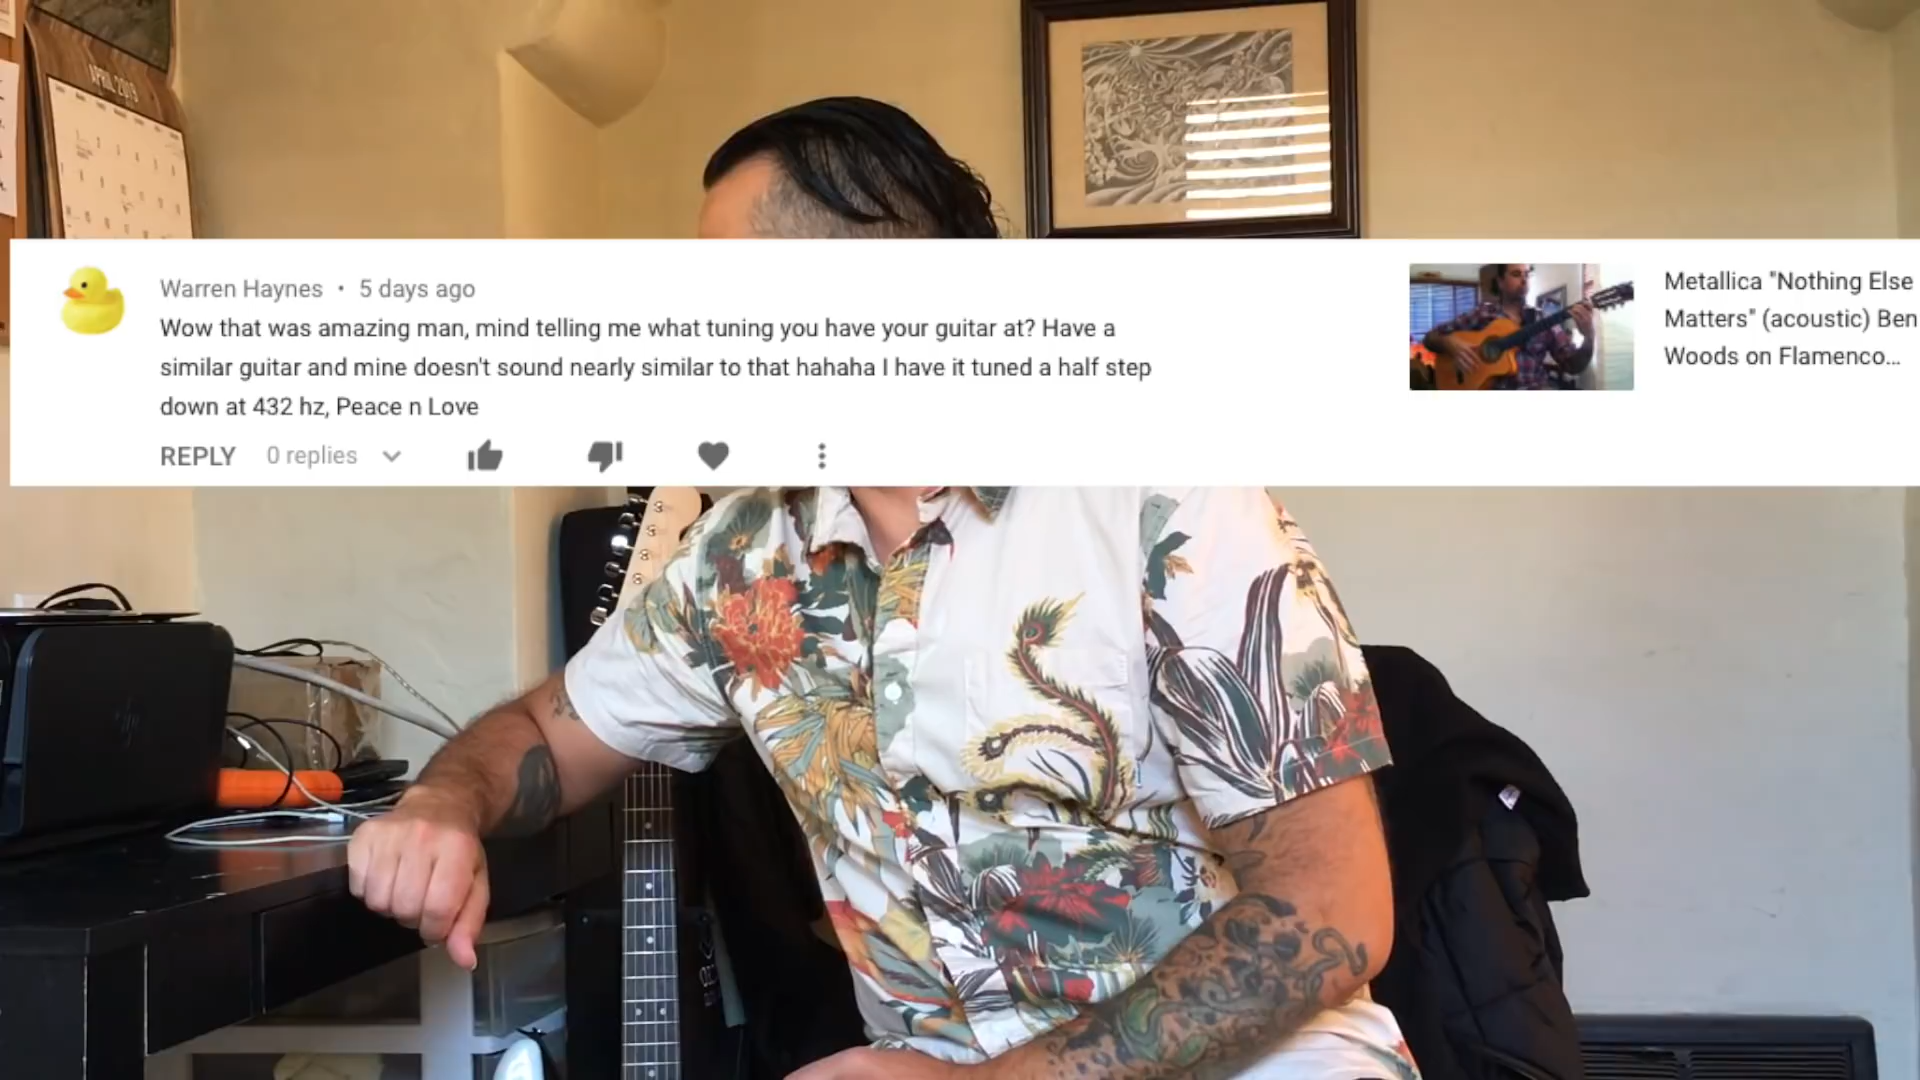 APRIL 2019
Warren Haynes • 5 days ago
Wow that was amazing man, mind telling me what tuning you have your guitar at? Have a
similar guitar and mine doesn't sound nearly similar to that hahaha I have it tuned a half step
down at 432 hz, Peace n Love
REPLY 0 replies
Metallica "Nothing Else
Matters" (acoustic) Ben
Woods on Flamenco...